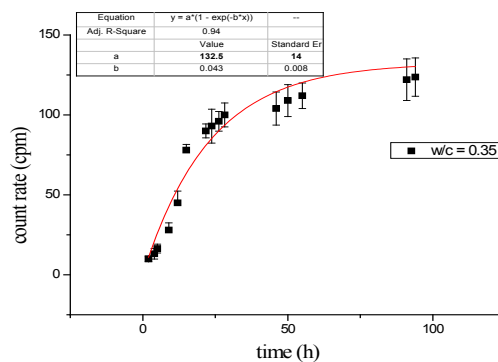 Equation y = a*(1 - exp(-b*x)) --
Adj. R-Square 0.94
Value Standard Er
a 132.5 14
b 0.043 0.008
150
100
50
0
0 50 100
count rate (cpm)
time (h)
w/c = 0.35